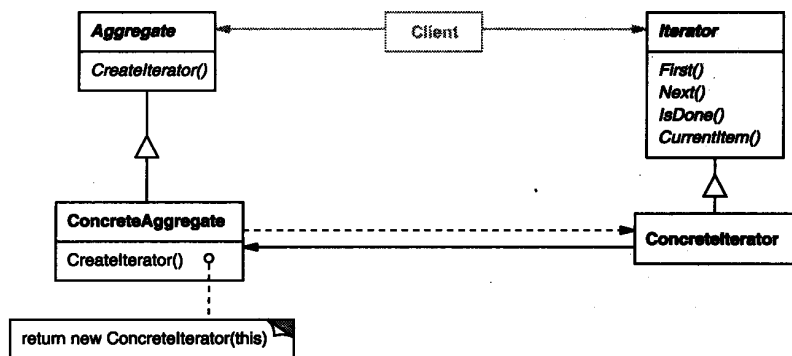 Aggregate
CreateIterator()
Client
Iterator
First()
Next()
IsDone()
CurrentItem()
ConcreteAggregate
CreateIterator()
ConcreteIterator
return new ConcreteIterator(this)